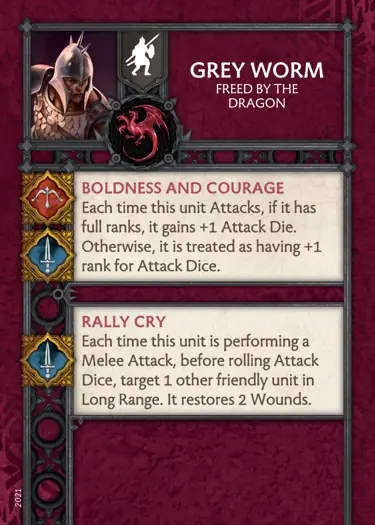 GREY WORM
FREED BY THE
DRAGON
BOLDNESS AND COURAGE
Each time this unit Attacks, if it has
full ranks, it gains +1 Attack Die.
Otherwise, it is treated as having +1
rank for Attack Dice.
RALLY CRY
Each time this unit is performing a
Melee Attack, before rolling Attack
Dice, target 1 other friendly unit in
Long Range. It restores 2 Wounds.
2021